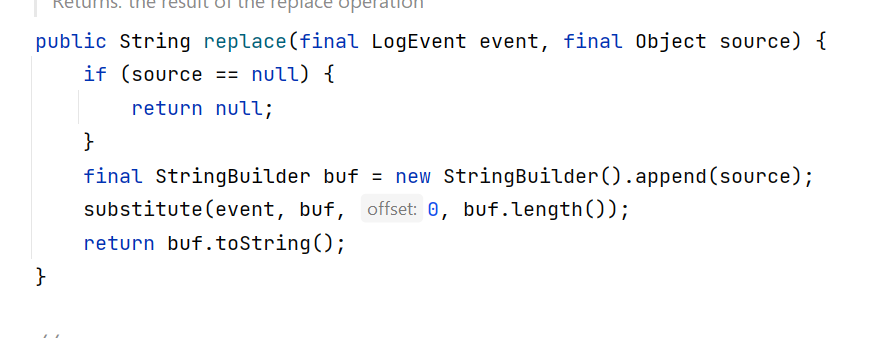 Returns: the result of the replace operation
public String replace(final LogEvent event, final Object source) {
    if (source == null) {
        return null;
    }
    final StringBuilder buf = new StringBuilder().append(source);
    substitute(event, buf, offset: 0, buf.length());
    return buf.toString();
}
//